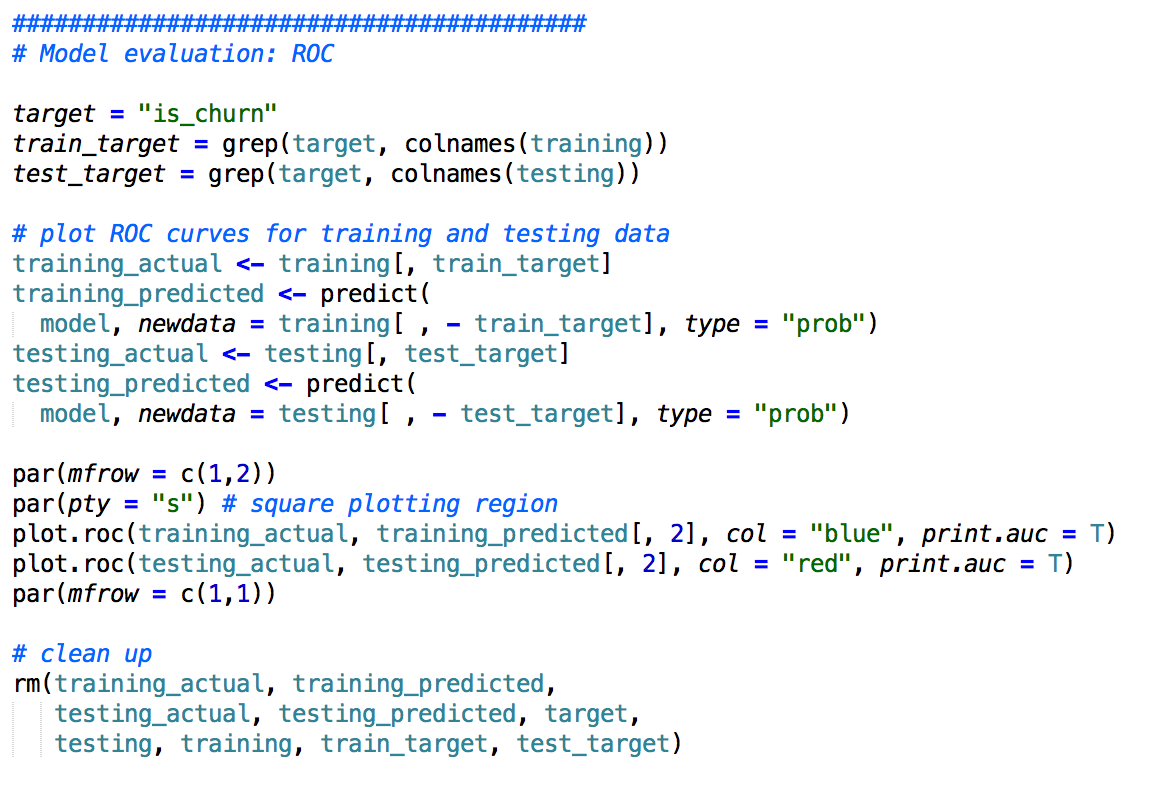 #########################################
# Model evaluation: ROC
target = "is_churn"
train_target = grep(target, colnames(training))
test_target = grep(target, colnames(testing))
# plot ROC curves for training and testing data
training_actual <- training[, train_target]
training_predicted <- predict(
model, newdata = training[ , - train_target], type = "prob")
testing_actual <- testing[, test_target]
testing_predicted <- predict(
model, newdata = testing[ , - test_target], type = "prob")
par(mfrow = c(1,2))
par(pty = "s") # square plotting region
plot.roc(training_actual, training_predicted[, 2], col = "blue", print.auc = T)
plot.roc(testing_actual, testing_predicted[, 2], col = "red", print.auc = T)
par(mfrow = c(1,1))
# clean up
rm(training_actual, training_predicted,
testing_actual, testing_predicted, target,
testing, training, train_target, test_target)